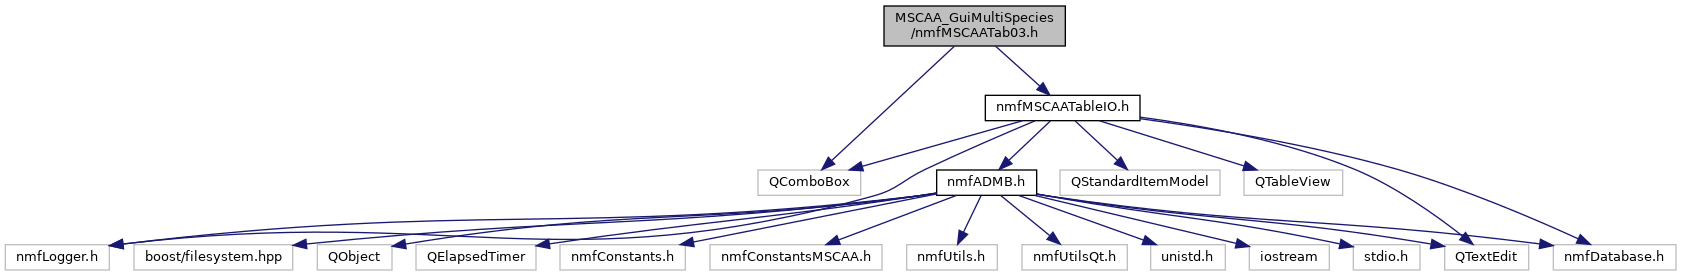 MSCAA_GuiMultiSpecies
/nmfMSCAATab03.h
nmfMSCAATableIO.h
QComboBox
nmfADMB.h
QStandardItemModel
QTableView
nmfLogger.h
boost/filesystem.hpp
QObject
QElapsedTimer
nmfConstants.h
nmfConstantsMSCAA.h
nmfUtils.h
nmfUtilsQt.h
unistd.h
iostream
stdio.h
QTextEdit
nmfDatabase.h